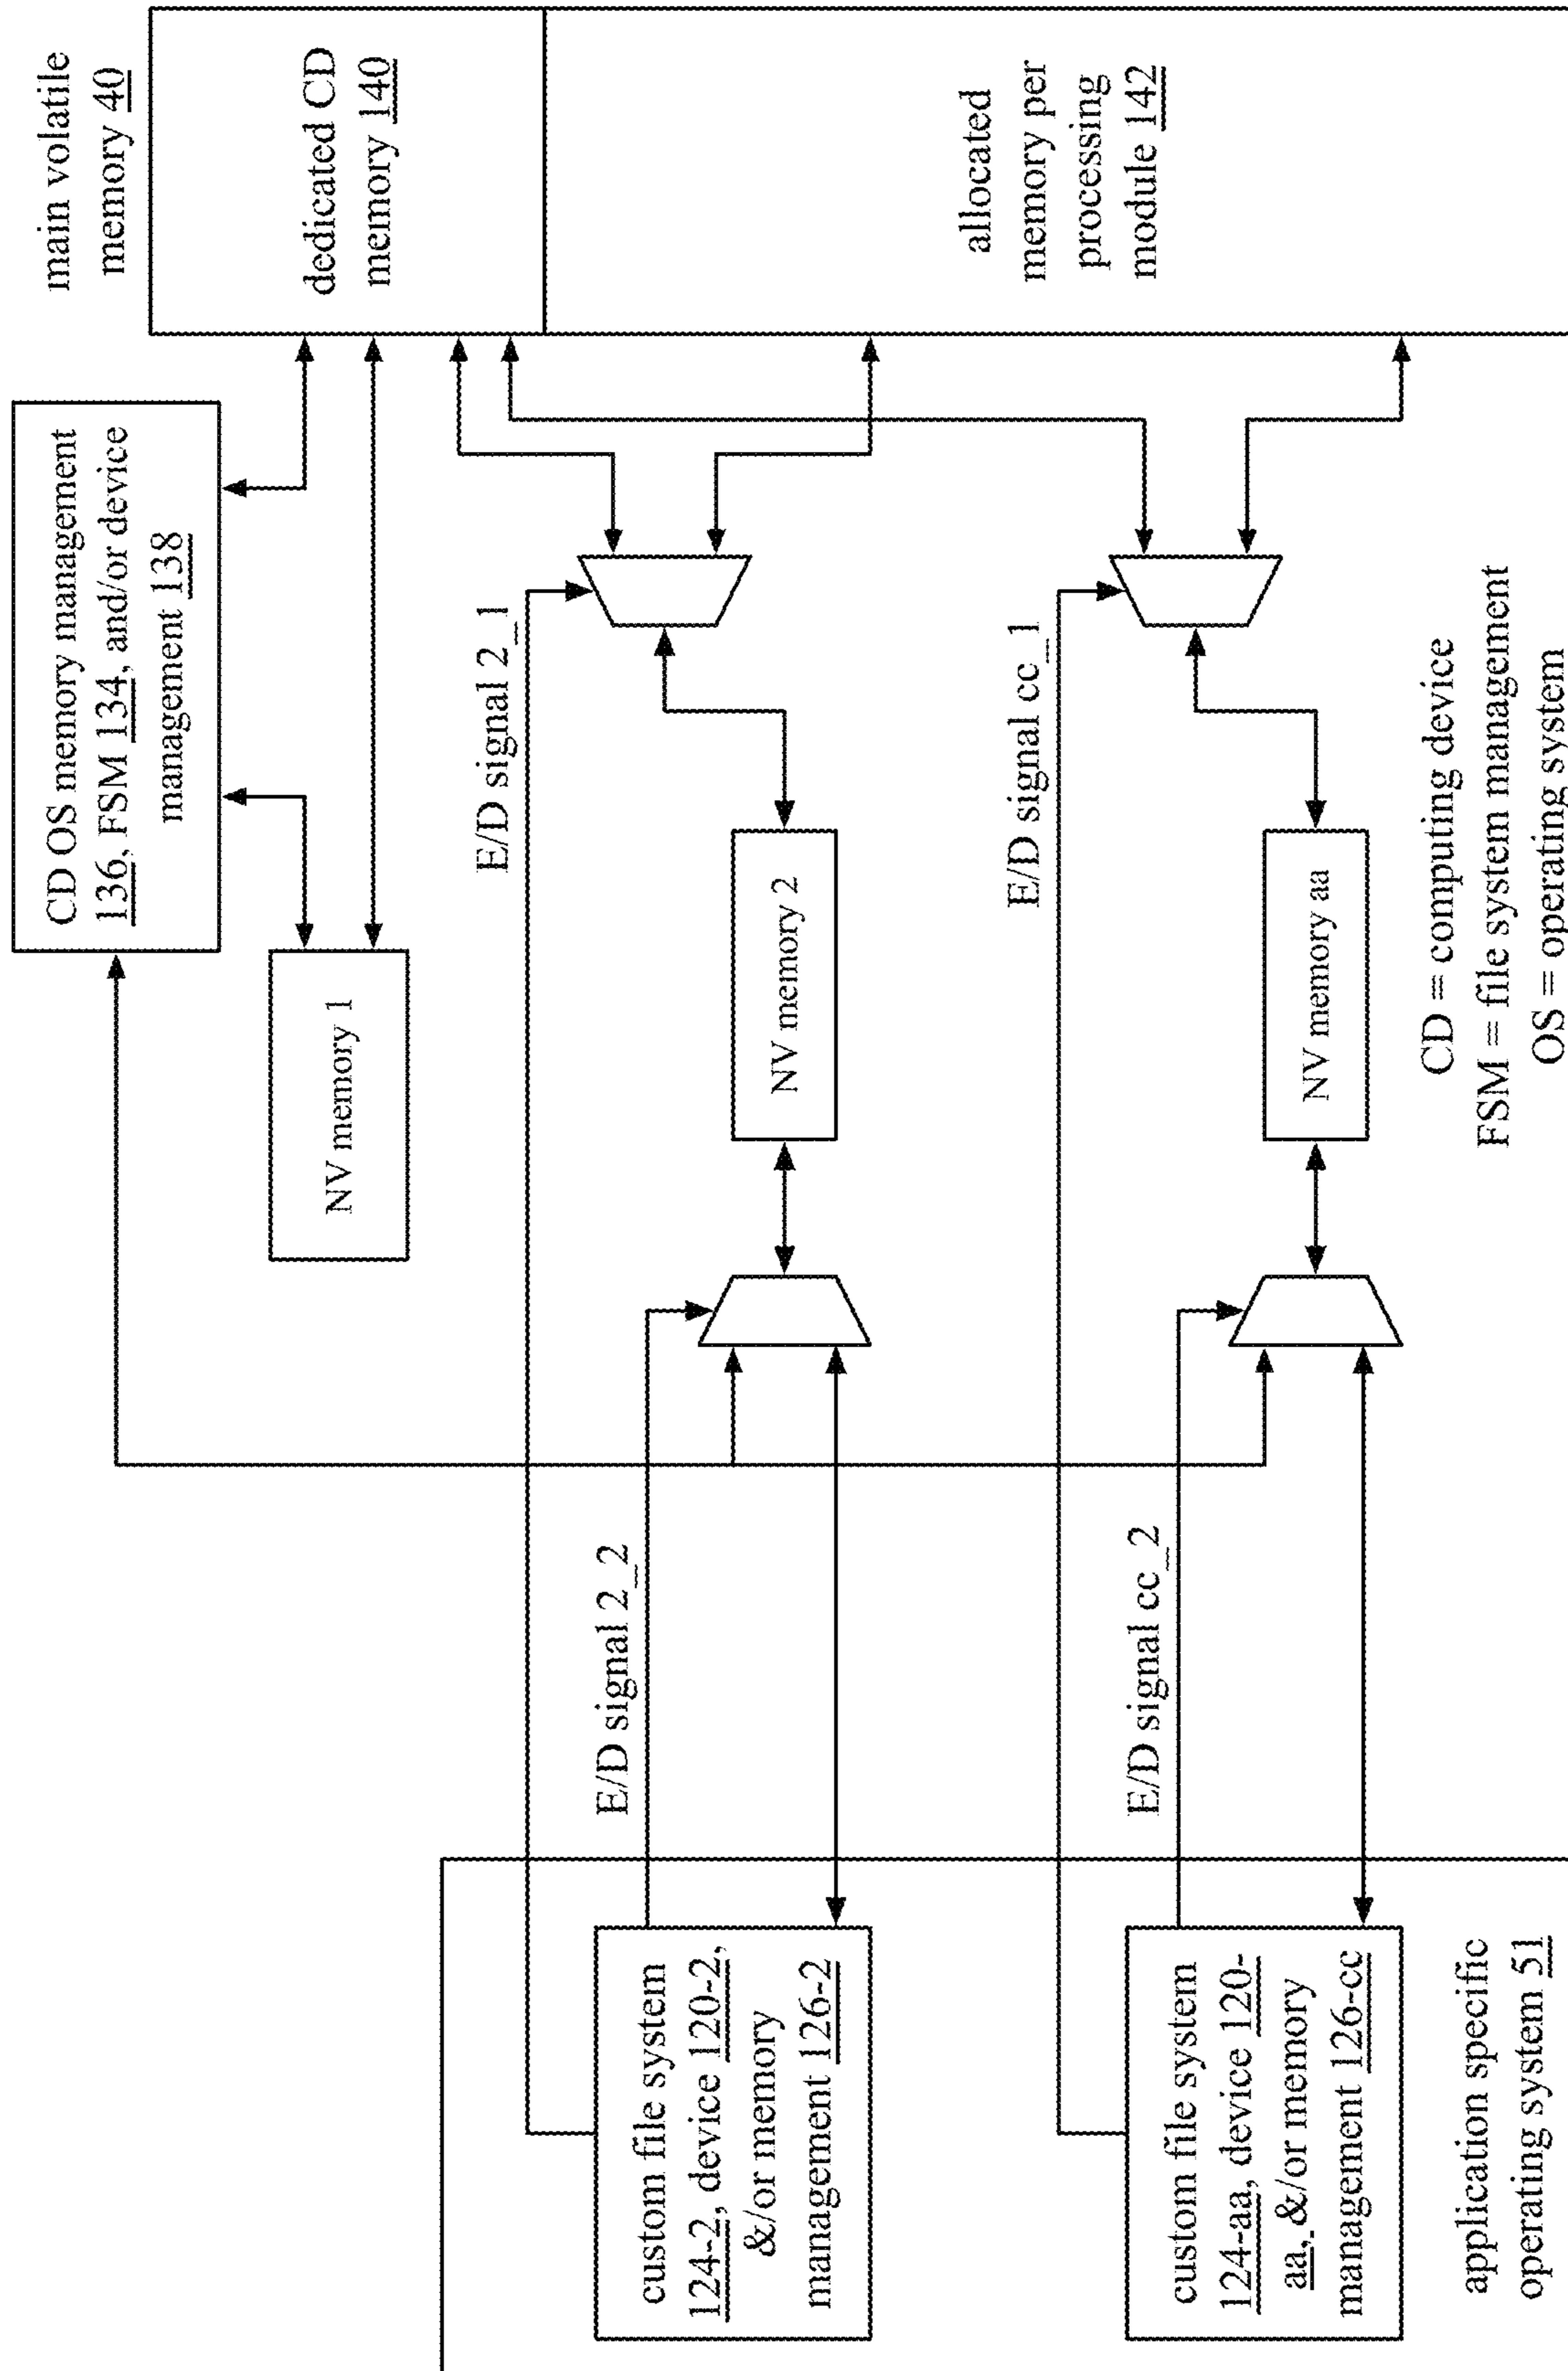 main volatile
memory 40
CD OS memory management
136, FSM 134, and/or device
management 138
dedicated CD
memory 140
NV memory 1
E/D signal 2_1
E/D signal 2_2
custom file system
124-2, device 120-2,
&/or memory
management 126-2
NV memory 2
allocated
memory per
processing
module 142
E/D signal cc_1
E/D signal cc_2
custom file system
124-aa, device 120-
aa, &/or memory
management 126-cc
NV memory aa
application specific
operating system 51
CD = computing device
FSM = file system management
OS = operating system